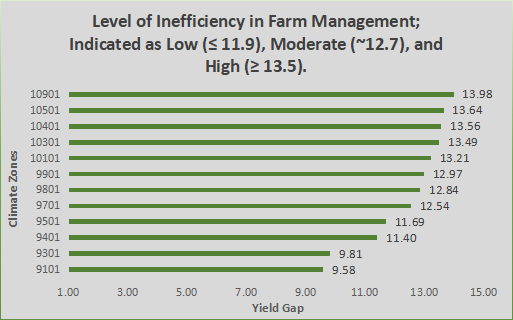 Level of Inefficiency in Farm Management;
Indicated as Low (≤ 11.9), Moderate (~12.7), and
High (≥ 13.5).
10901 13.98
10501 13.64
10401 13.56
10301 13.49
10101 13.21
9901 12.97
9801 12.84
9701 12.54
9501 11.69
9401 11.40
9301 9.81
9101 9.58
Climate Zones
1.00 3.00 5.00 7.00 9.00 11.00 13.00 15.00
Yield Gap